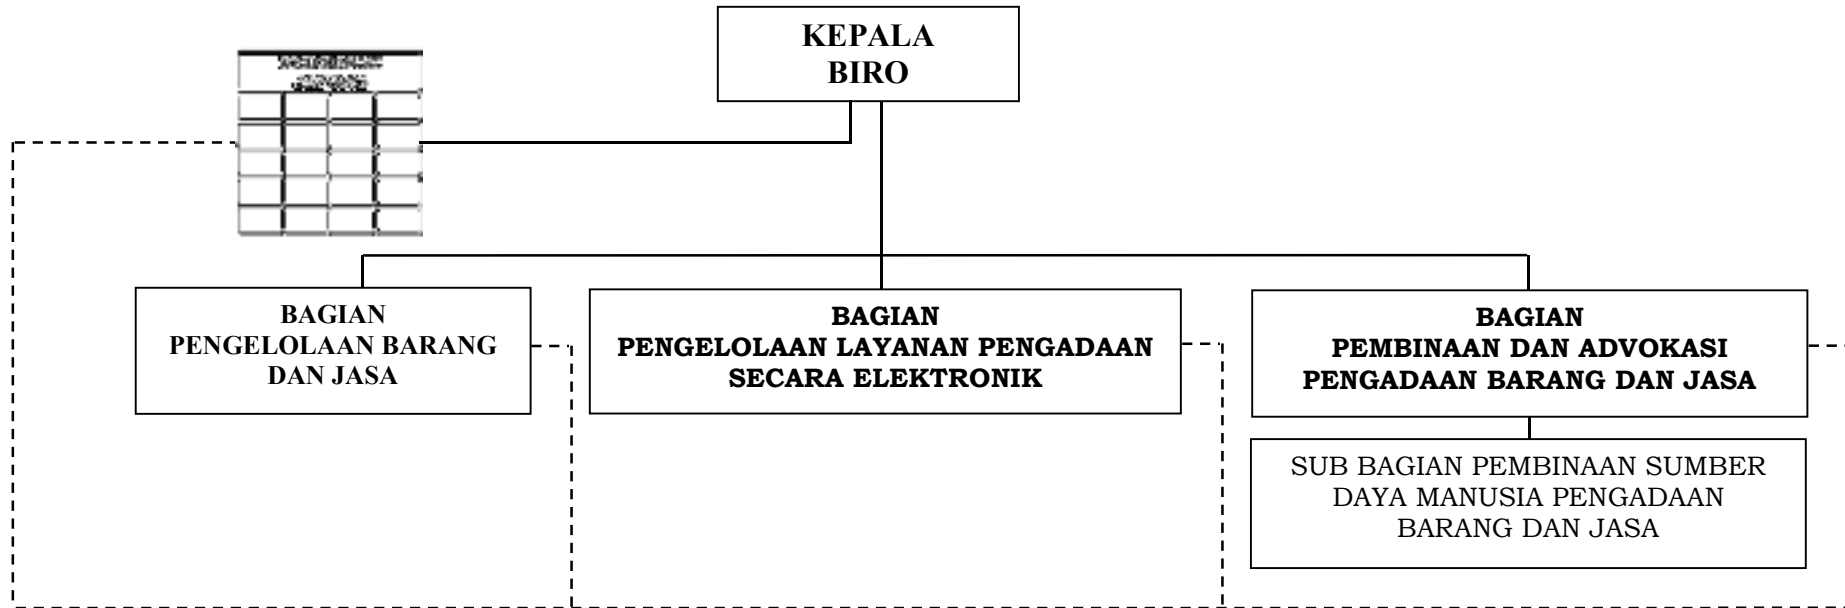 KEPALA
BIRO
BAGIAN
PENGELOLAAN BARANG
DAN JASA
BAGIAN
PENGELOLAAN LAYANAN PENGADAAN
SECARA ELEKTRONIK
BAGIAN
PEMBINAAN DAN ADVOKASI
PENGADAAN BARANG DAN JASA
SUB BAGIAN PEMBINAAN SUMBER
DAYA MANUSIA PENGADAAN
BARANG DAN JASA